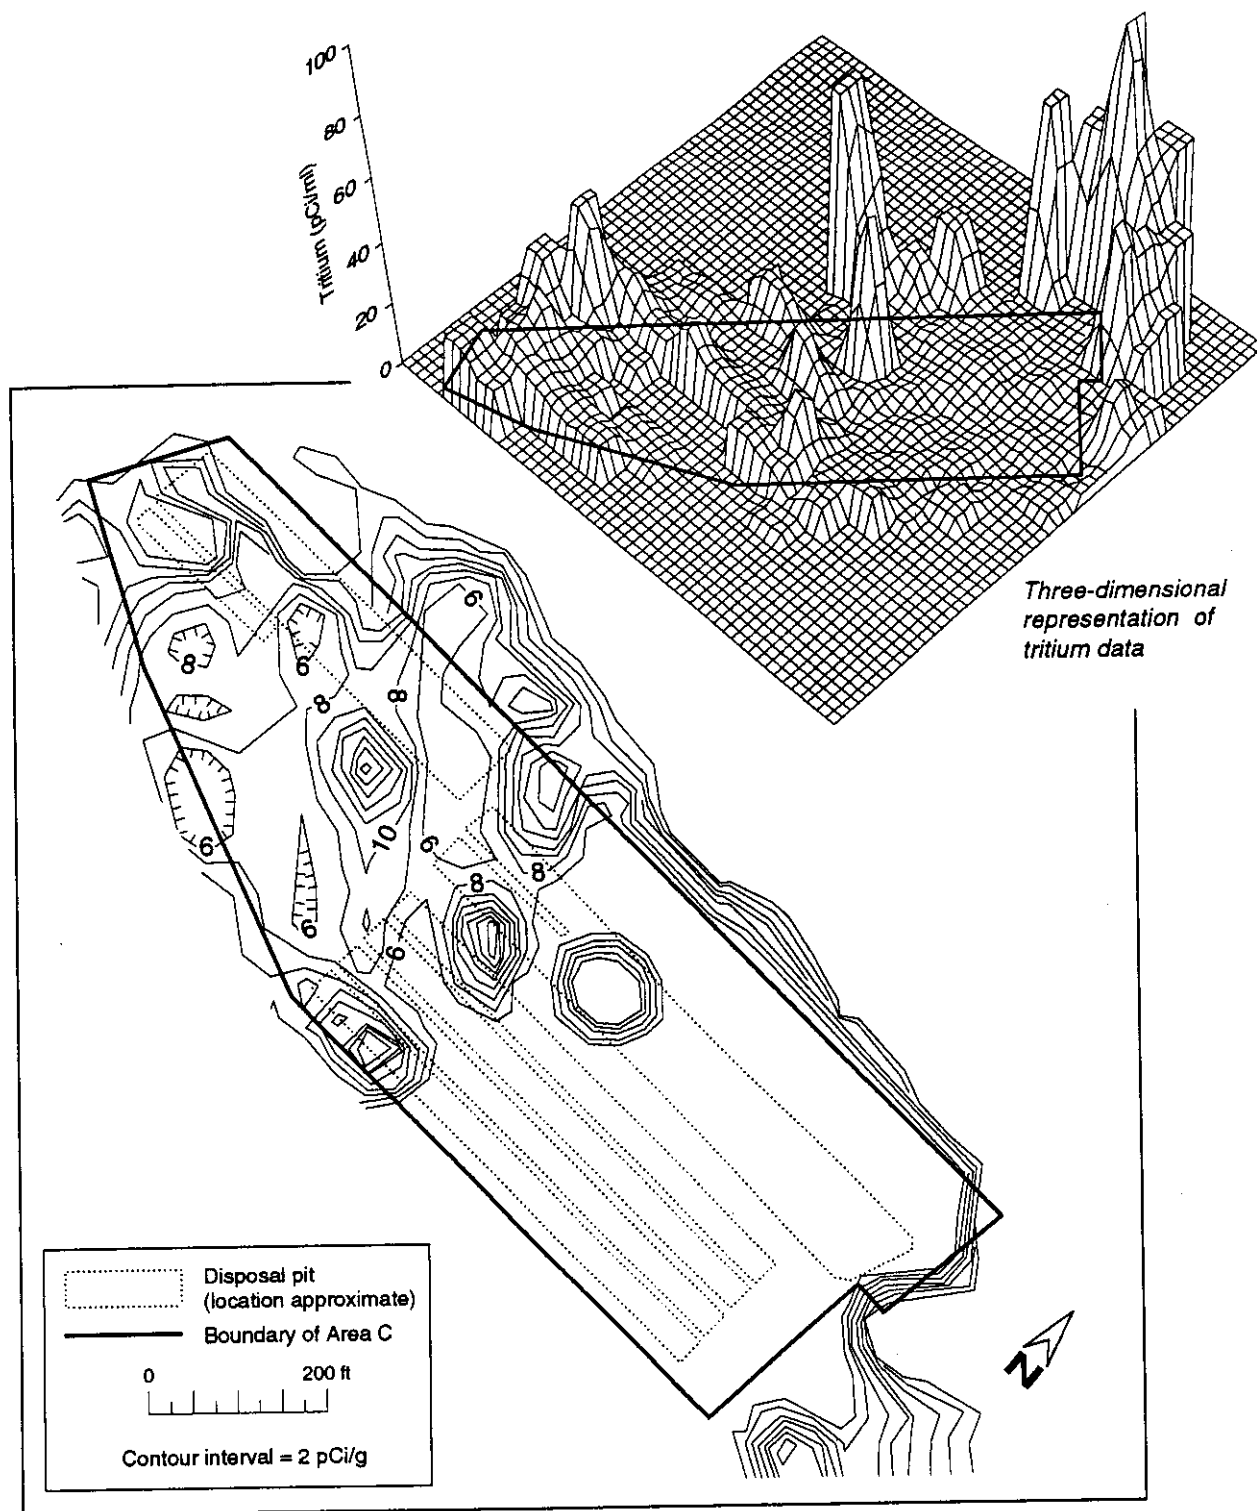 100
80
60
40
20
0
Tritium (pCi/ml)
Three-dimensional
representation of
tritium data
6
8
6
8
8
6
10
6
8
8
6
6
Disposal pit
(location approximate)
Boundary of Area C
0 200 ft
Contour interval = 2 pCi/g
N